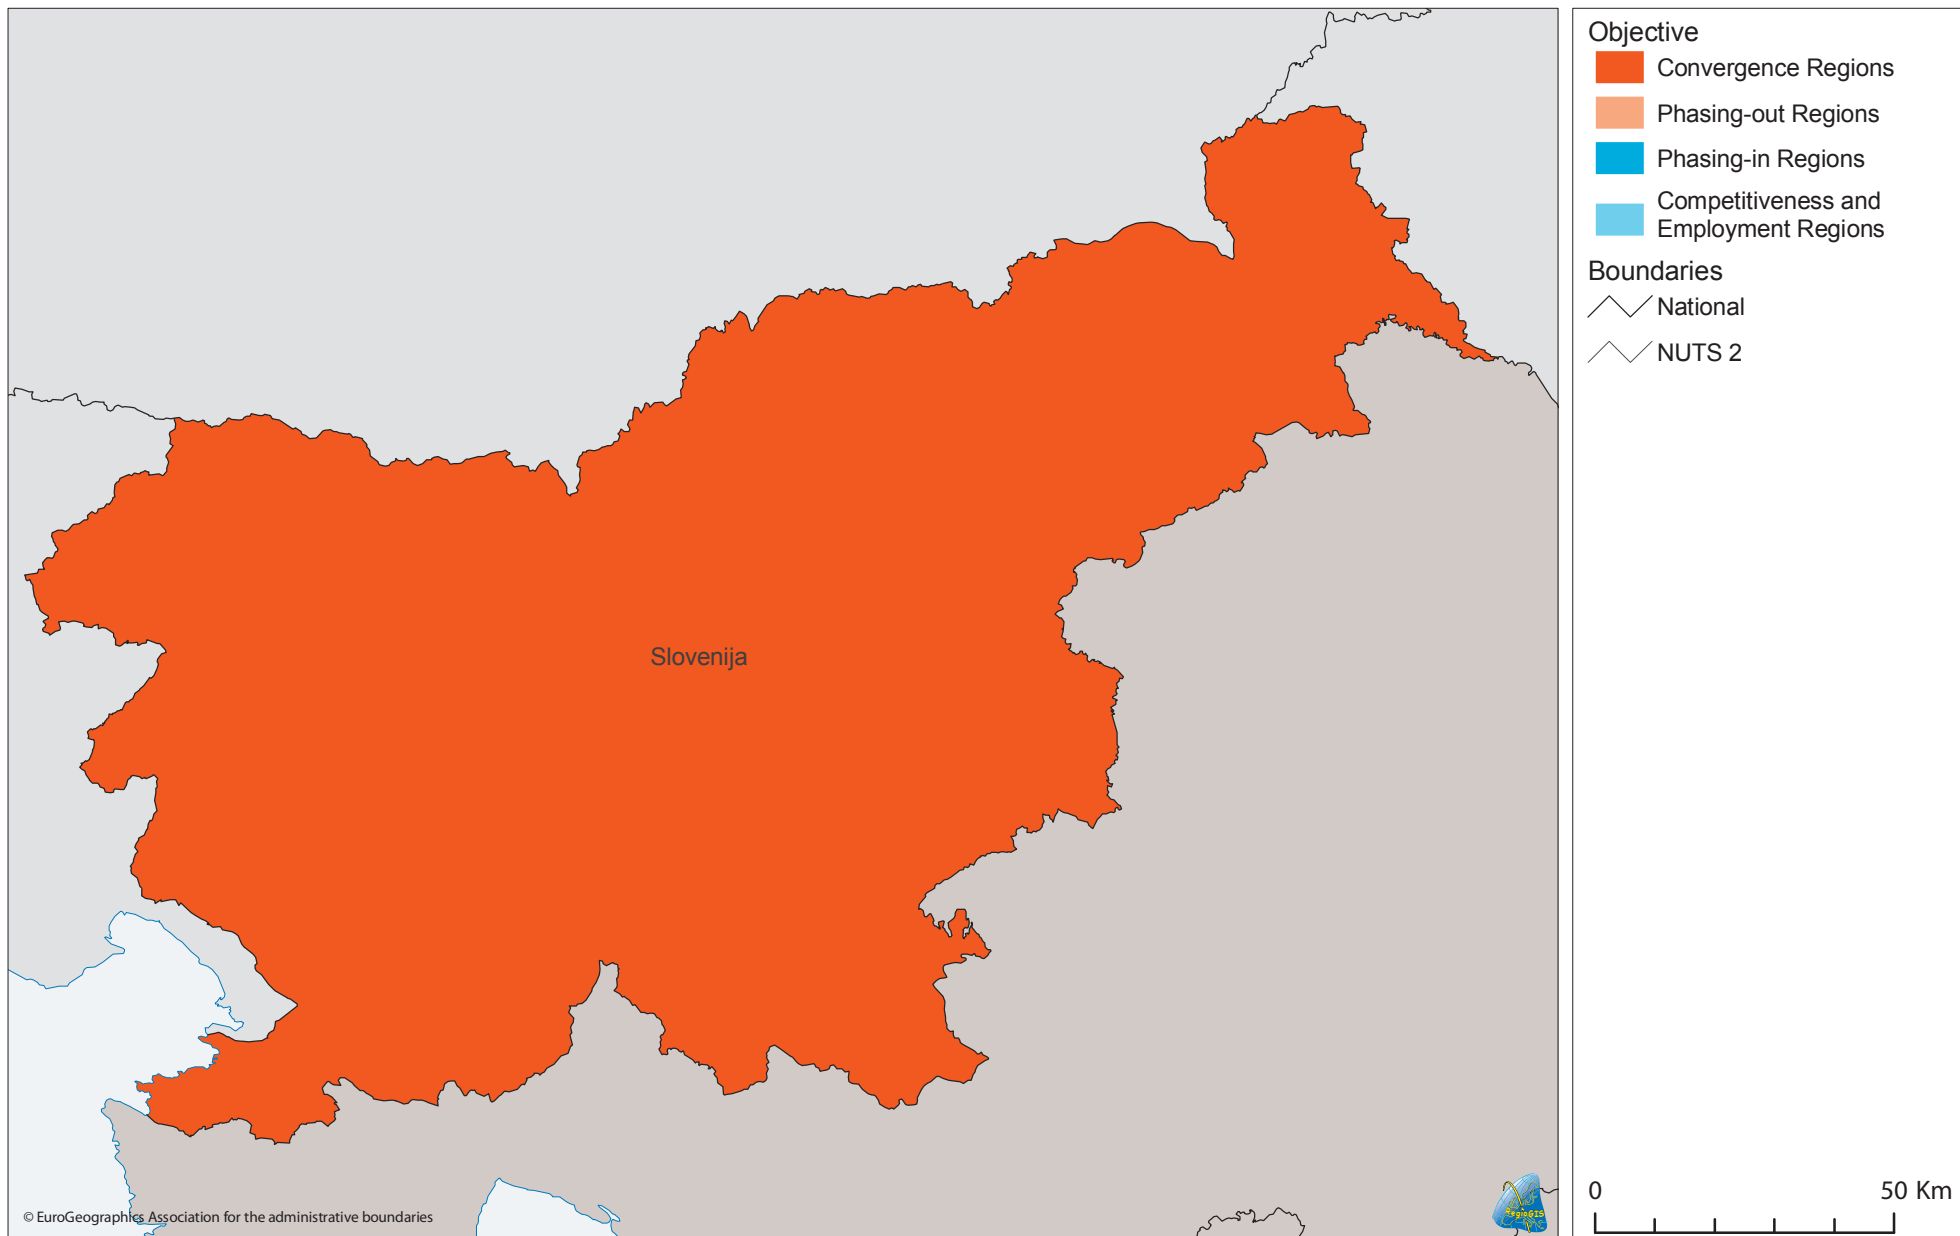 Objective
Convergence Regions
Phasing-out Regions
Phasing-in Regions
Competitiveness and
Employment Regions
Boundaries
National
NUTS 2
Slovenija
© EuroGeographics Association for the administrative boundaries
RegioGIS
0 50 Km